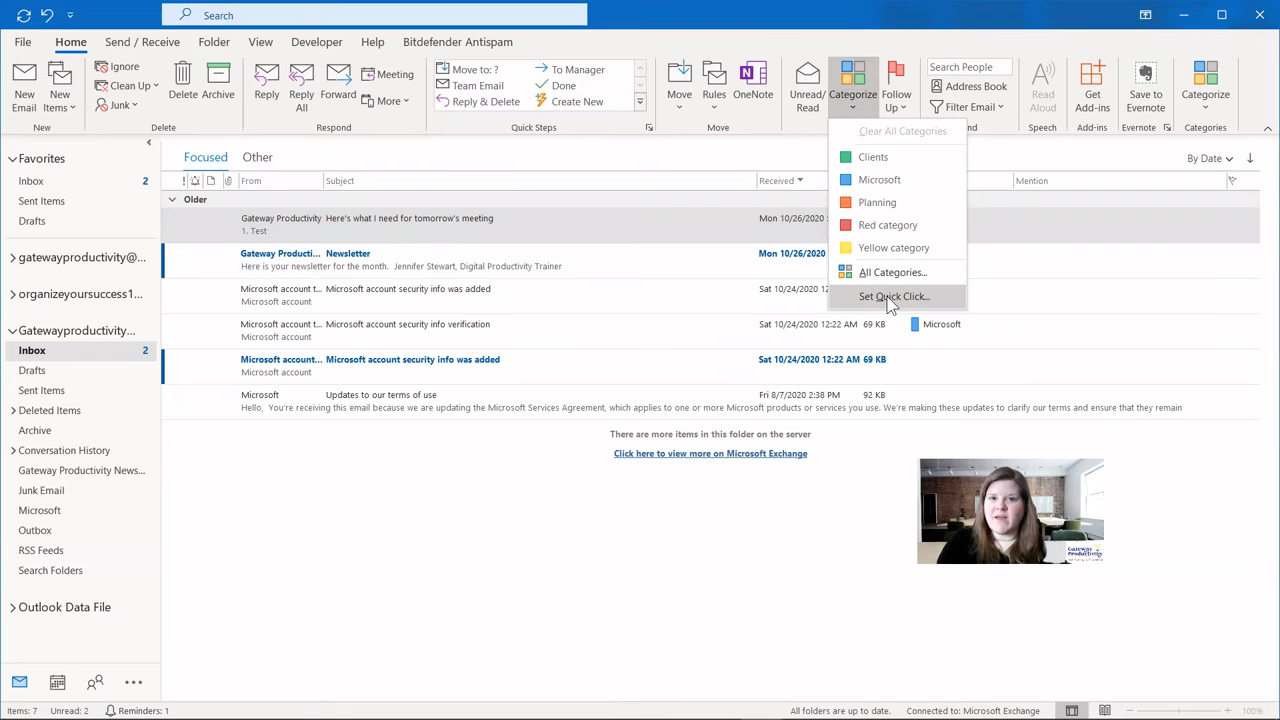 Search
File Home Send / Receive Folder View Developer Help Bitdefender Antispam
New Email
New Items
New
Ignore
Clean Up
Junk
Delete
Archive
Delete
Reply
Reply All
Forward
Meeting
More
Respond
Move to: ?
Team Email
Reply & Delete
To Manager
Done
Create New
Quick Steps
Move
Rules
OneNote
Move
Unread/ Read
Categorize
Follow Up
Search People
Address Book
Filter Email
nd
Read Aloud
Speech
Get Add-ins
Add-ins
Save to Evernote
Evernote
Categorize
Categories
Clear All Categories
Clients
Microsoft
Planning
Red category
Yellow category
All Categories...
Set Quick Click...
Favorites
Inbox 2
Sent Items
Drafts
gatewayproductivity@...
organizeyoursuccess1...
Gatewayproductivity...
Inbox 2
Drafts
Sent Items
Deleted Items
Archive
Conversation History
Gateway Productivity News...
Junk Email
Microsoft
Outbox
RSS Feeds
Search Folders
Outlook Data File
Focused Other
By Date
! From Subject Received Mention
Older
Gateway Productivity Here's what I need for tomorrow's meeting Mon 10/26/2020
1. Test
Gateway Producti... Newsletter Mon 10/26/2020
Here is your newsletter for the month. Jennifer Stewart, Digital Productivity Trainer
Microsoft account t... Microsoft account security info was added Sat 10/24/2020 12:2
Microsoft account
Microsoft account t... Microsoft account security info verification Sat 10/24/2020 12:22 AM 69 KB Microsoft
Microsoft account
Microsoft account... Microsoft account security info was added Sat 10/24/2020 12:22 AM 69 KB
Microsoft account
Microsoft Updates to our terms of use Fri 8/7/2020 2:38 PM 92 KB
Hello, You're receiving this email because we are updating the Microsoft Services Agreement, which applies to one or more Microsoft products or services you use. We're making these updates to clarify our terms and ensure that they remain
There are more items in this folder on the server
Click here to view more on Microsoft Exchange
Gateway
Productivity
Items: 7 Unread: 2 Reminders: 1 All folders are up to date. Connected to: Microsoft Exchange 100%